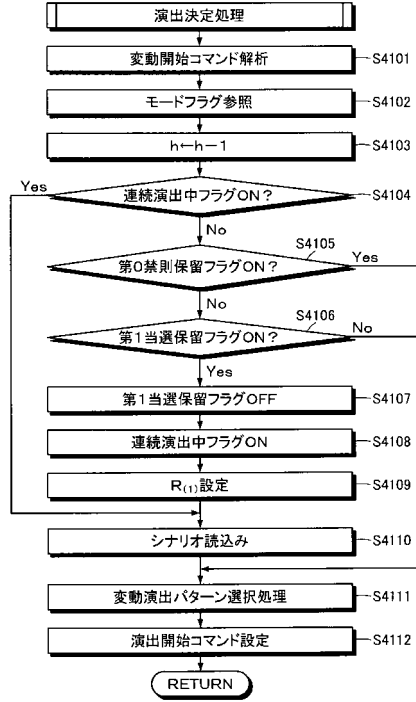 演出決定処理
変動開始コマンド解析
S4101
モードフラグ参照
S4102
h←h-1
S4103
Yes
連続演出中フラグON?
S4104
No
S4105
第0禁則保留フラグON?
Yes
No
S4106
第1当選保留フラグON?
No
Yes
第1当選保留フラグOFF
S4107
連続演出中フラグON
S4108
R(1)設定
S4109
シナリオ読込み
S4110
変動演出パターン選択処理
S4111
演出開始コマンド設定
S4112
RETURN